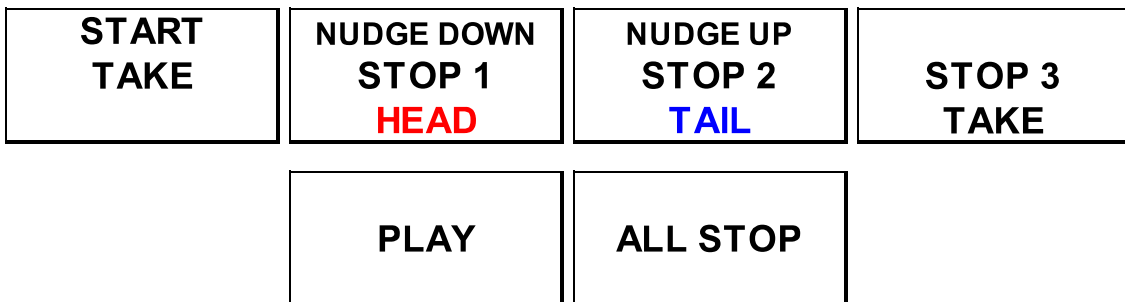 START
TAKE
NUDGE DOWN
STOP 1
HEAD
NUDGE UP
STOP 2
TAIL
STOP 3
TAKE
PLAY
ALL STOP